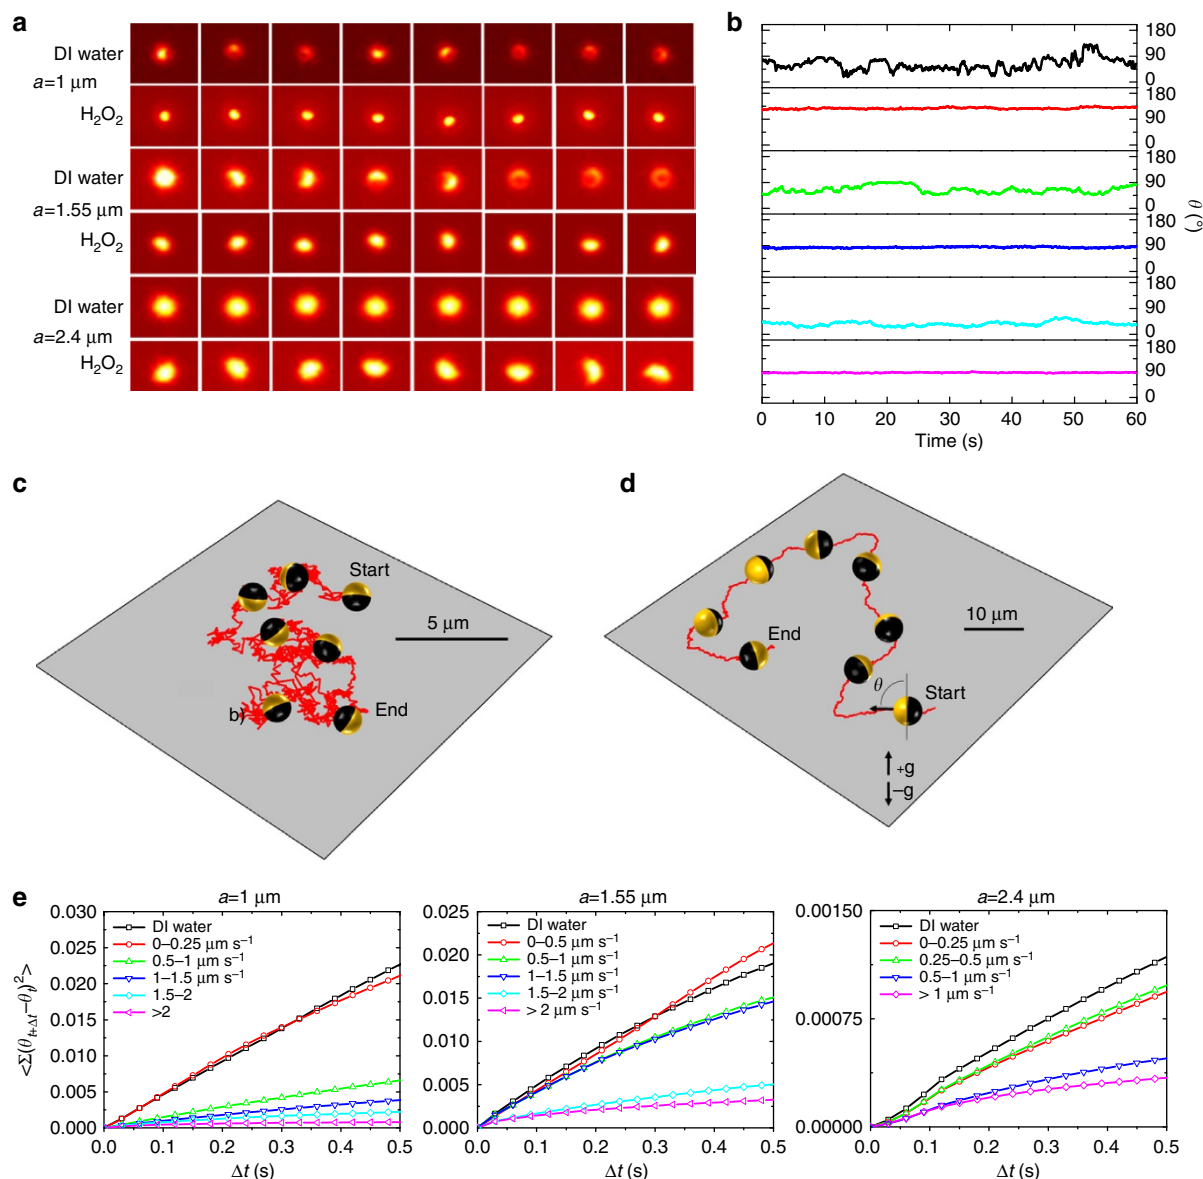 a
DI water
a=1 μm
H₂O₂
DI water
a=1.55 μm
H₂O₂
DI water
a=2.4 μm
H₂O₂
b
180
90
0
180
90
0
180
90
0
180
90
0
180
90
0
180
90
0
θ (°)
0 10 20 30 40 50 60
Time (s)
c
Start
5 μm
b)
End
d
End
10 μm
θ
Start
+g
−g
e
a=1 μm
0.030
0.025
0.020
0.015
0.010
0.005
0.000
<Σ(θt+Δt−θt)²>
DI water
0–0.25 μm s⁻¹
0.5–1 μm s⁻¹
1–1.5 μm s⁻¹
1.5–2
>2
0.0 0.1 0.2 0.3 0.4 0.5
Δt (s)
a=1.55 μm
0.025
0.020
0.015
0.010
0.005
0.000
DI water
0–0.5 μm s⁻¹
0.5–1 μm s⁻¹
1–1.5 μm s⁻¹
1.5–2 μm s⁻¹
> 2 μm s⁻¹
0.0 0.1 0.2 0.3 0.4 0.5
Δt (s)
a=2.4 μm
0.00150
0.00075
0.00000
DI water
0–0.25 μm s⁻¹
0.25–0.5 μm s⁻¹
0.5–1 μm s⁻¹
> 1 μm s⁻¹
0.0 0.1 0.2 0.3 0.4 0.5
Δt (s)